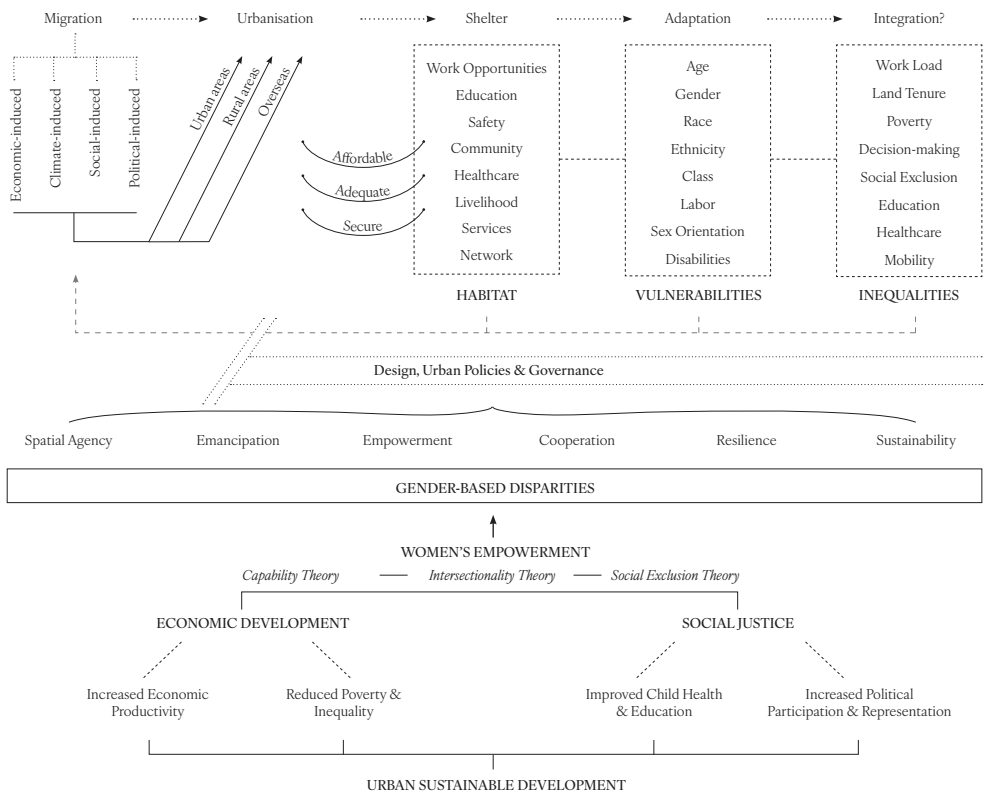 Migration
Urbanisation
Shelter
Adaptation
Integration?
Economic-induced
Climate-induced
Social-induced
Political-induced
Urban areas
Rural areas
Overseas
Affordable
Adequate
Secure
Work Opportunities
Education
Safety
Community
Healthcare
Livelihood
Services
Network
HABITAT
Age
Gender
Race
Ethnicity
Class
Labor
Sex Orientation
Disabilities
VULNERABILITIES
Work Load
Land Tenure
Poverty
Decision-making
Social Exclusion
Education
Healthcare
Mobility
INEQUALITIES
Design, Urban Policies & Governance
Spatial Agency
Emancipation
Empowerment
Cooperation
Resilience
Sustainability
GENDER-BASED DISPARITIES
WOMEN'S EMPOWERMENT
Capability Theory — Intersectionality Theory — Social Exclusion Theory
ECONOMIC DEVELOPMENT
SOCIAL JUSTICE
Increased Economic
Productivity
Reduced Poverty &
Inequality
Improved Child Health
& Education
Increased Political
Participation & Representation
URBAN SUSTAINABLE DEVELOPMENT